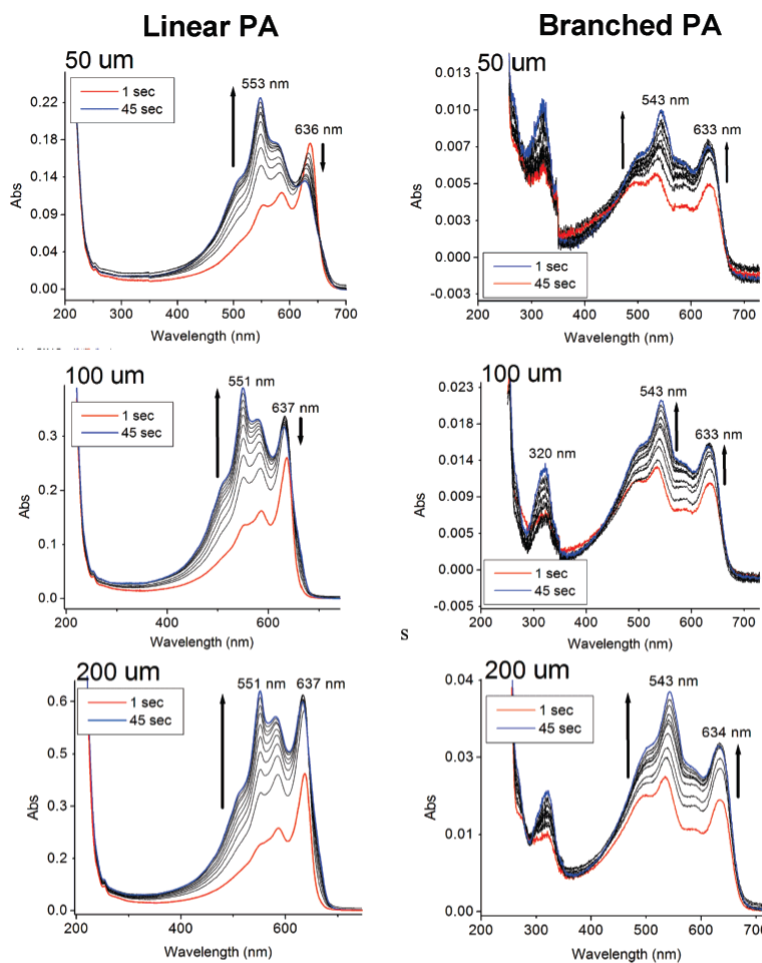 Linear PA
Branched PA
50 um
1 sec
45 sec
553 nm
636 nm
0.22
0.18
0.14
0.09
0.04
0.00
Abs
200 300 400 500 600 700
Wavelength (nm)
50 um
543 nm
633 nm
0.013
0.010
0.007
0.005
0.003
0.000
-0.003
Abs
1 sec
45 sec
200 300 400 500 600 700
Wavelength (nm)
100 um
1 sec
45 sec
551 nm
637 nm
0.3
0.2
0.1
0.0
Abs
200 400 600
Wavelength (nm)
100 um
543 nm
633 nm
320 nm
0.023
0.018
0.014
0.009
0.005
0.000
-0.005
Abs
1 sec
45 sec
200 300 400 500 600 700
Wavelength (nm)
s
200 um
1 sec
45 sec
551 nm
637 nm
0.6
0.5
0.3
0.2
0.0
Abs
200 400 600
Wavelength (nm)
200 um
1 sec
45 sec
543 nm
634 nm
0.04
0.03
0.01
0.00
Abs
200 300 400 500 600 700
Wavelength (nm)